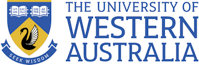 THE UNIVERSITY OF
WESTERN
AUSTRALIA
SEEK WISDOM